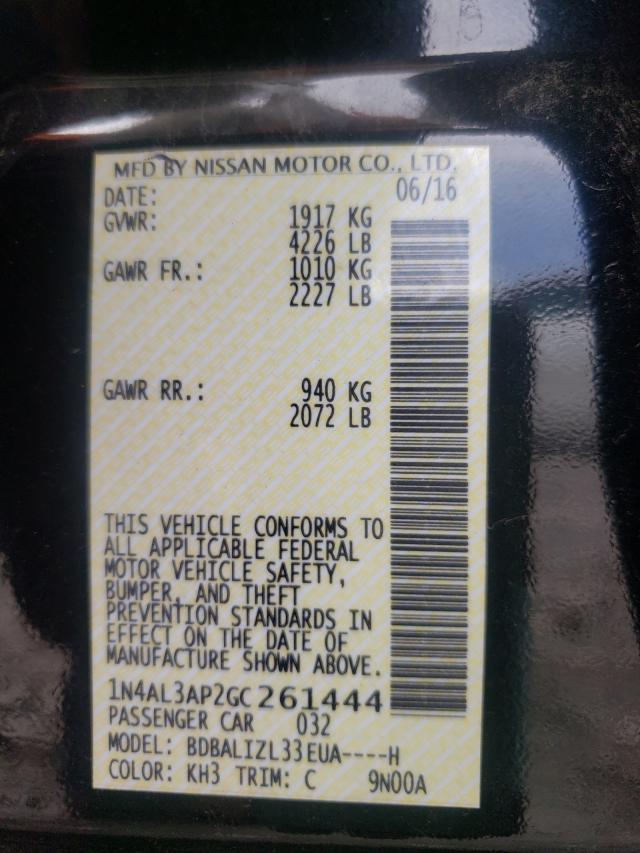 MFD BY NISSAN MOTOR CO., LTD.
DATE: 06/16
GVWR: 1917 KG
4226 LB
GAWR FR.: 1010 KG
2227 LB
GAWR RR.: 940 KG
2072 LB
THIS VEHICLE CONFORMS TO
ALL APPLICABLE FEDERAL
MOTOR VEHICLE SAFETY,
BUMPER, AND THEFT
PREVENTION STANDARDS IN
EFFECT ON THE DATE OF
MANUFACTURE SHOWN ABOVE.
1N4AL3AP2GC261444
PASSENGER CAR 032
MODEL: BDBALIZL33EUA----H
COLOR: KH3 TRIM: C 9N00A